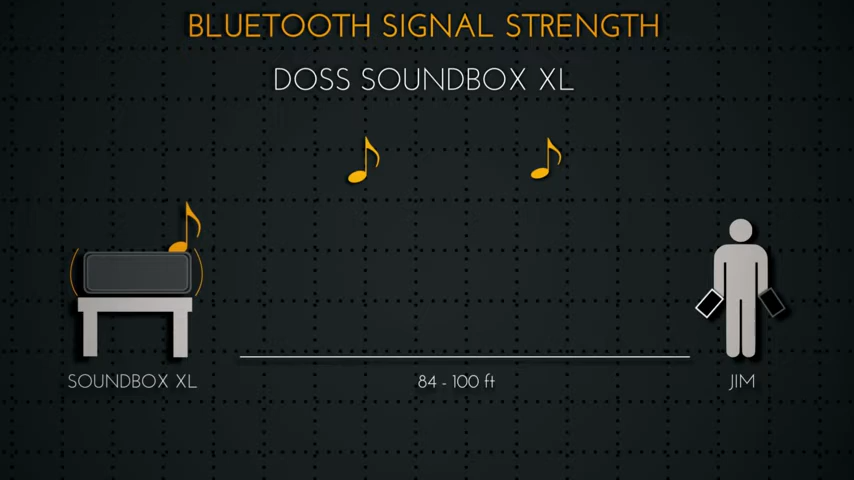 BLUETOOTH SIGNAL STRENGTH
DOSS SOUNDBOX XL
SOUNDBOX XL
84 - 100 ft
JIM